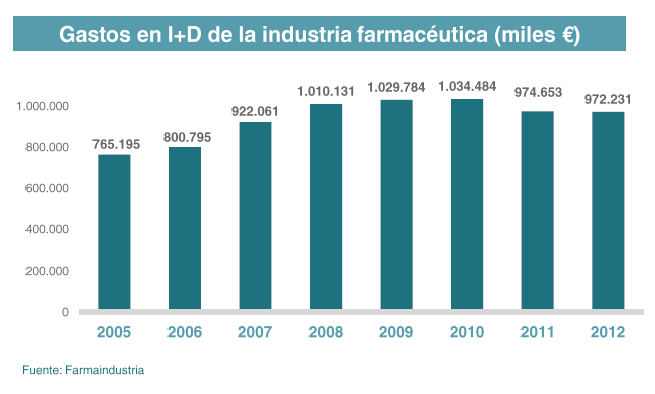 Gastos en I+D de la industria farmacéutica (miles €)
1.010.131 1.029.784 1.034.484 974.653 972.231
922.061
765.195 800.795
1.000.000
800.000
600.000
400.000
200.000
0
2005 2006 2007 2008 2009 2010 2011 2012
Fuente: Farmaindustria